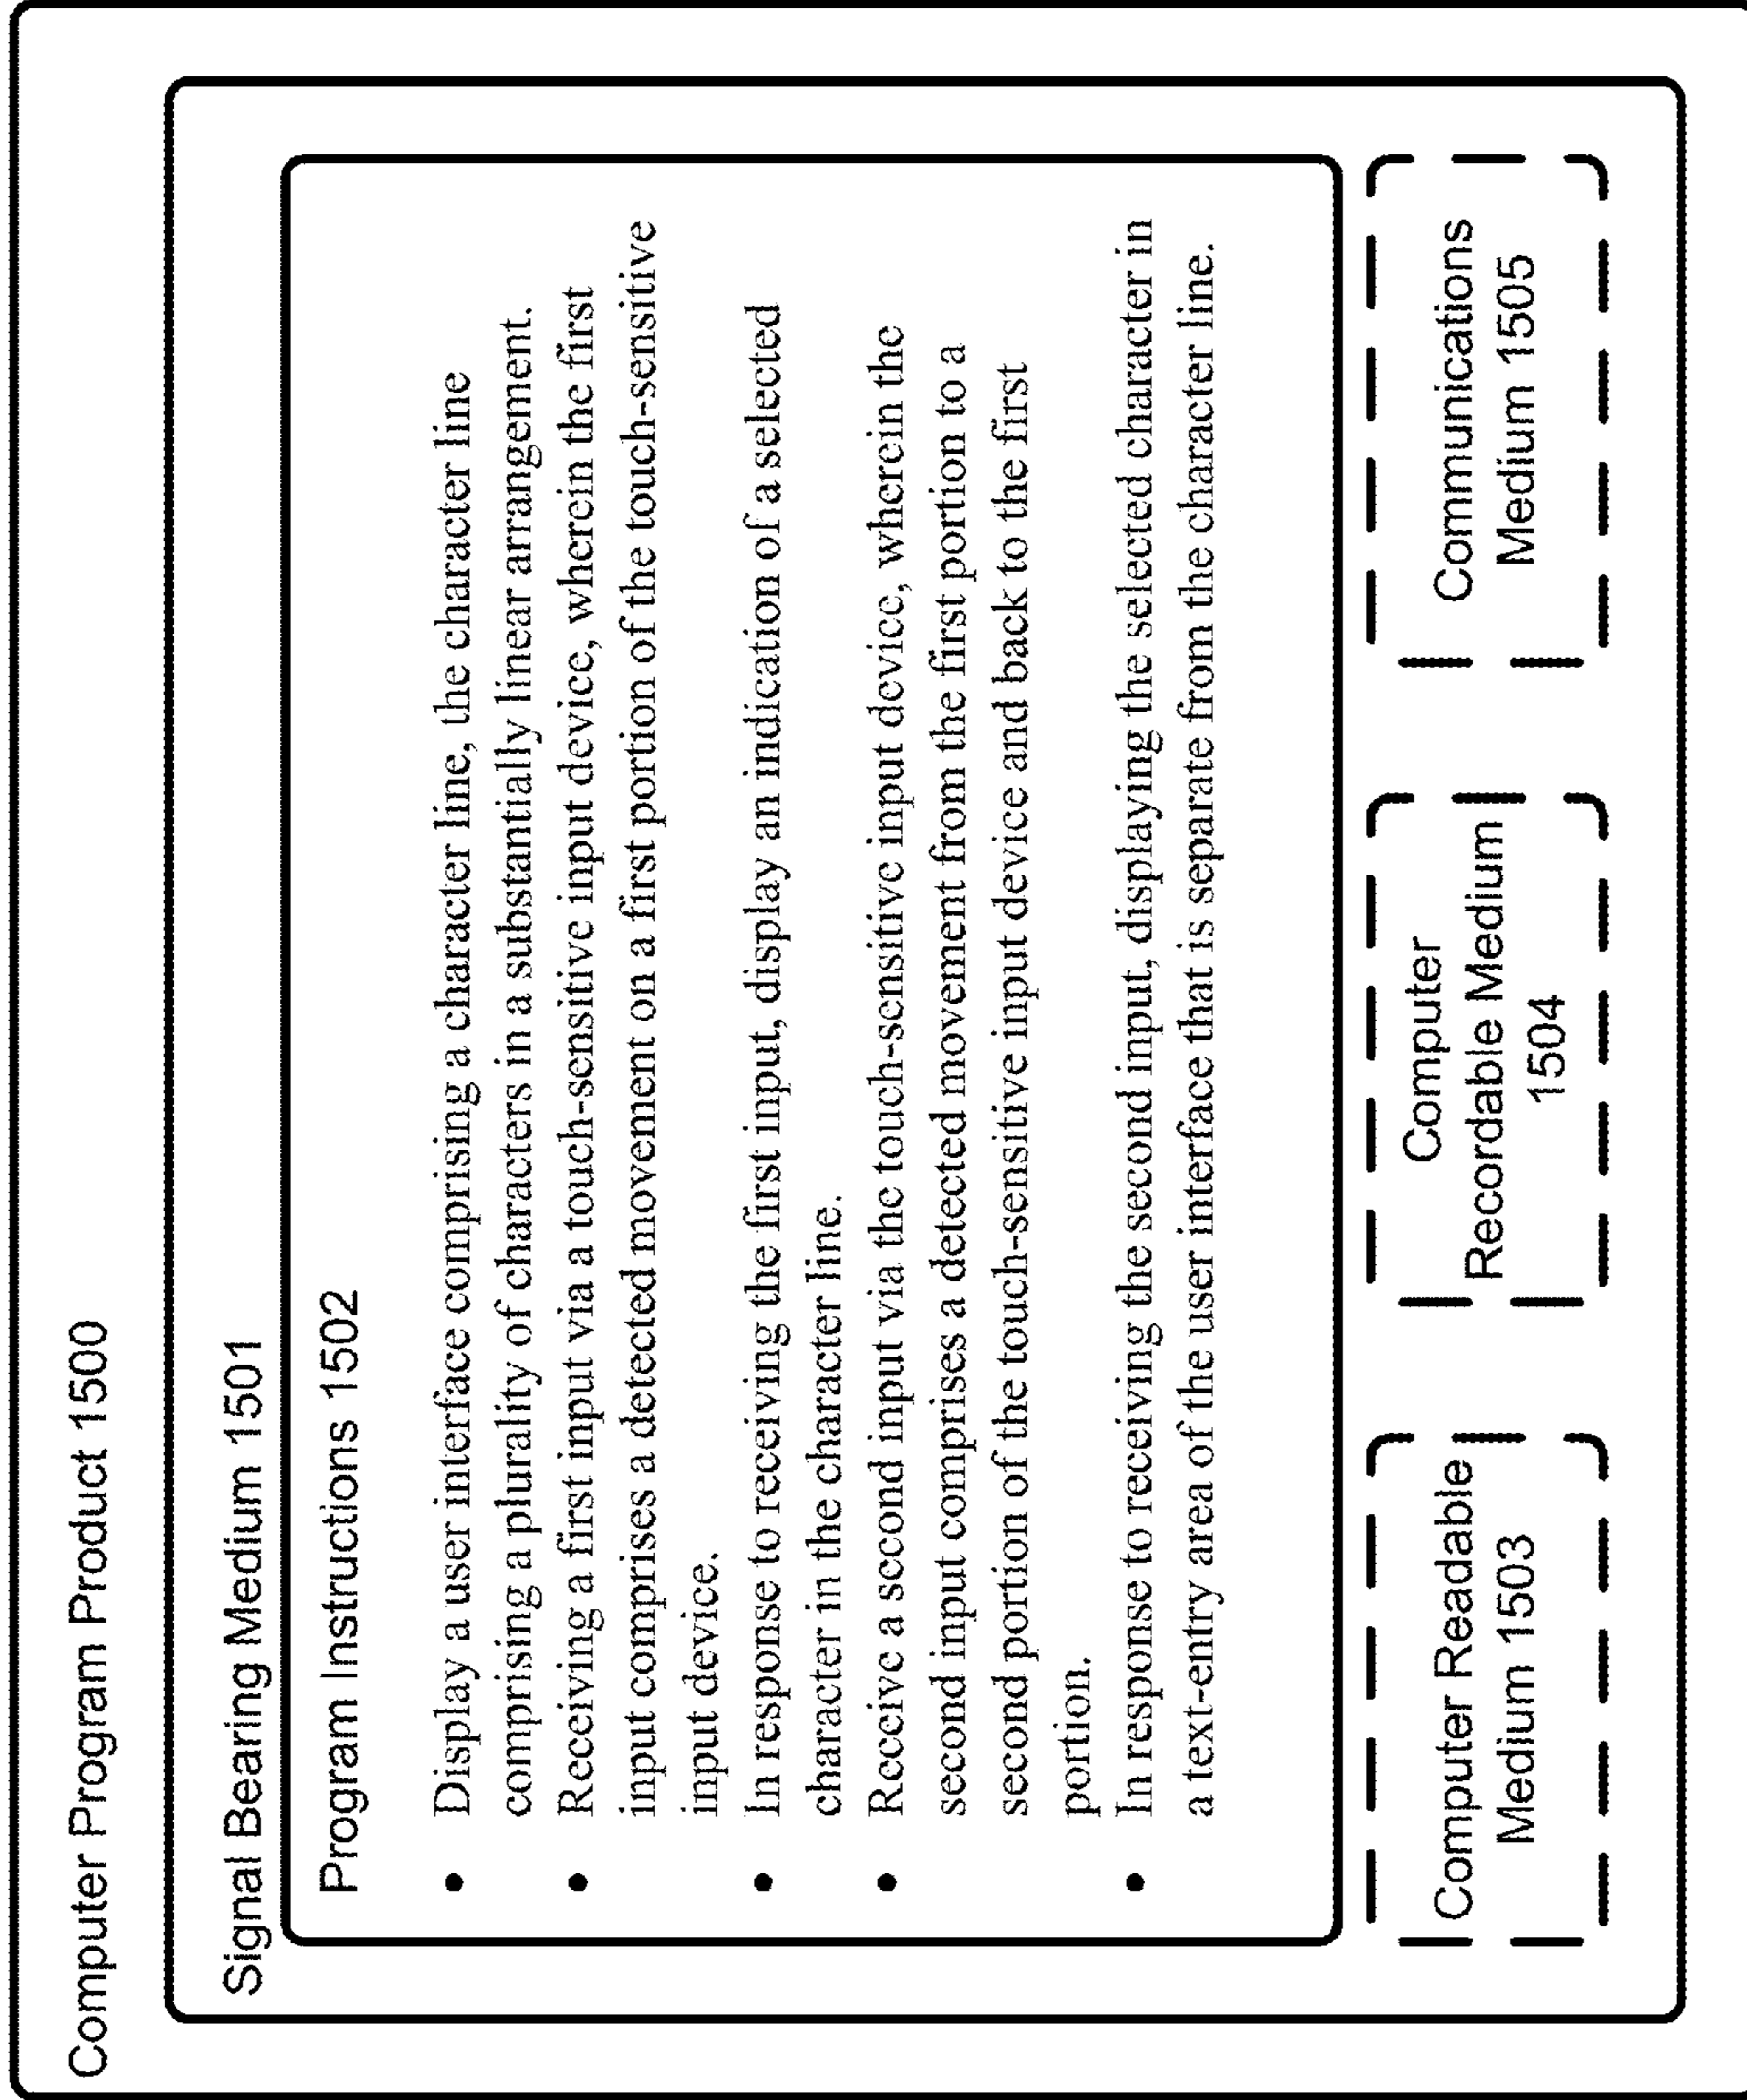 Computer Program Product 1500
Signal Bearing Medium 1501
Program Instructions 1502
• Display a user interface comprising a character line, the character line
comprising a plurality of characters in a substantially linear arrangement.
• Receiving a first input via a touch-sensitive input device, wherein the first
input comprises a detected movement on a first portion of the touch-sensitive
input device.
• In response to receiving the first input, display an indication of a selected
character in the character line.
• Receive a second input via the touch-sensitive input device, wherein the
second input comprises a detected movement from the first portion to a
second portion of the touch-sensitive input device and back to the first
portion.
• In response to receiving the second input, displaying the selected character in
a text-entry area of the user interface that is separate from the character line.
Computer Readable
Medium 1503
Computer
Recordable Medium
1504
Communications
Medium 1505